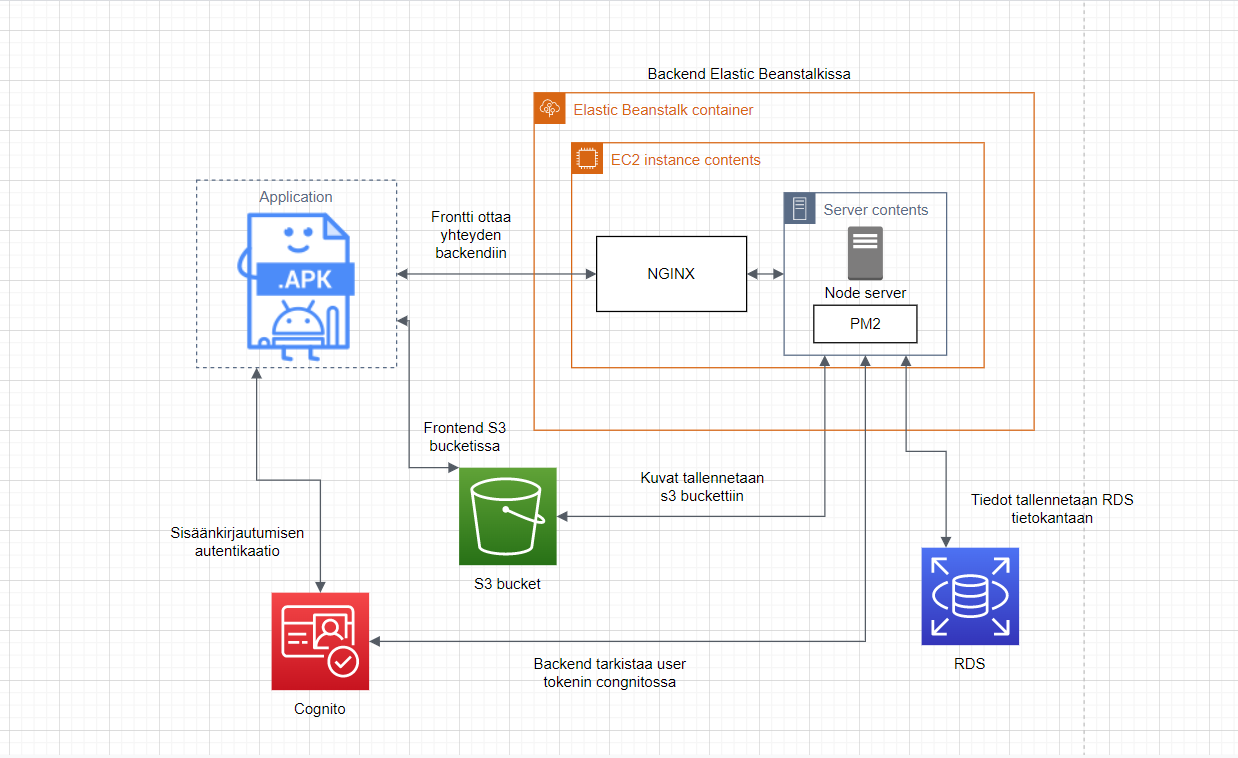 Backend Elastic Beanstalkissa
Elastic Beanstalk container
EC2 instance contents
Application
.APK
Frontti ottaa
yhteyden
backendiin
NGINX
Server contents
Node server
PM2
Frontend S3
bucketissa
Kuvat tallennetaan
s3 buckettiin
Tiedot tallennetaan RDS
tietokantaan
Sisäänkirjautumisen
autentikaatio
S3 bucket
Backend tarkistaa user
tokenin congnitossa
RDS
Cognito